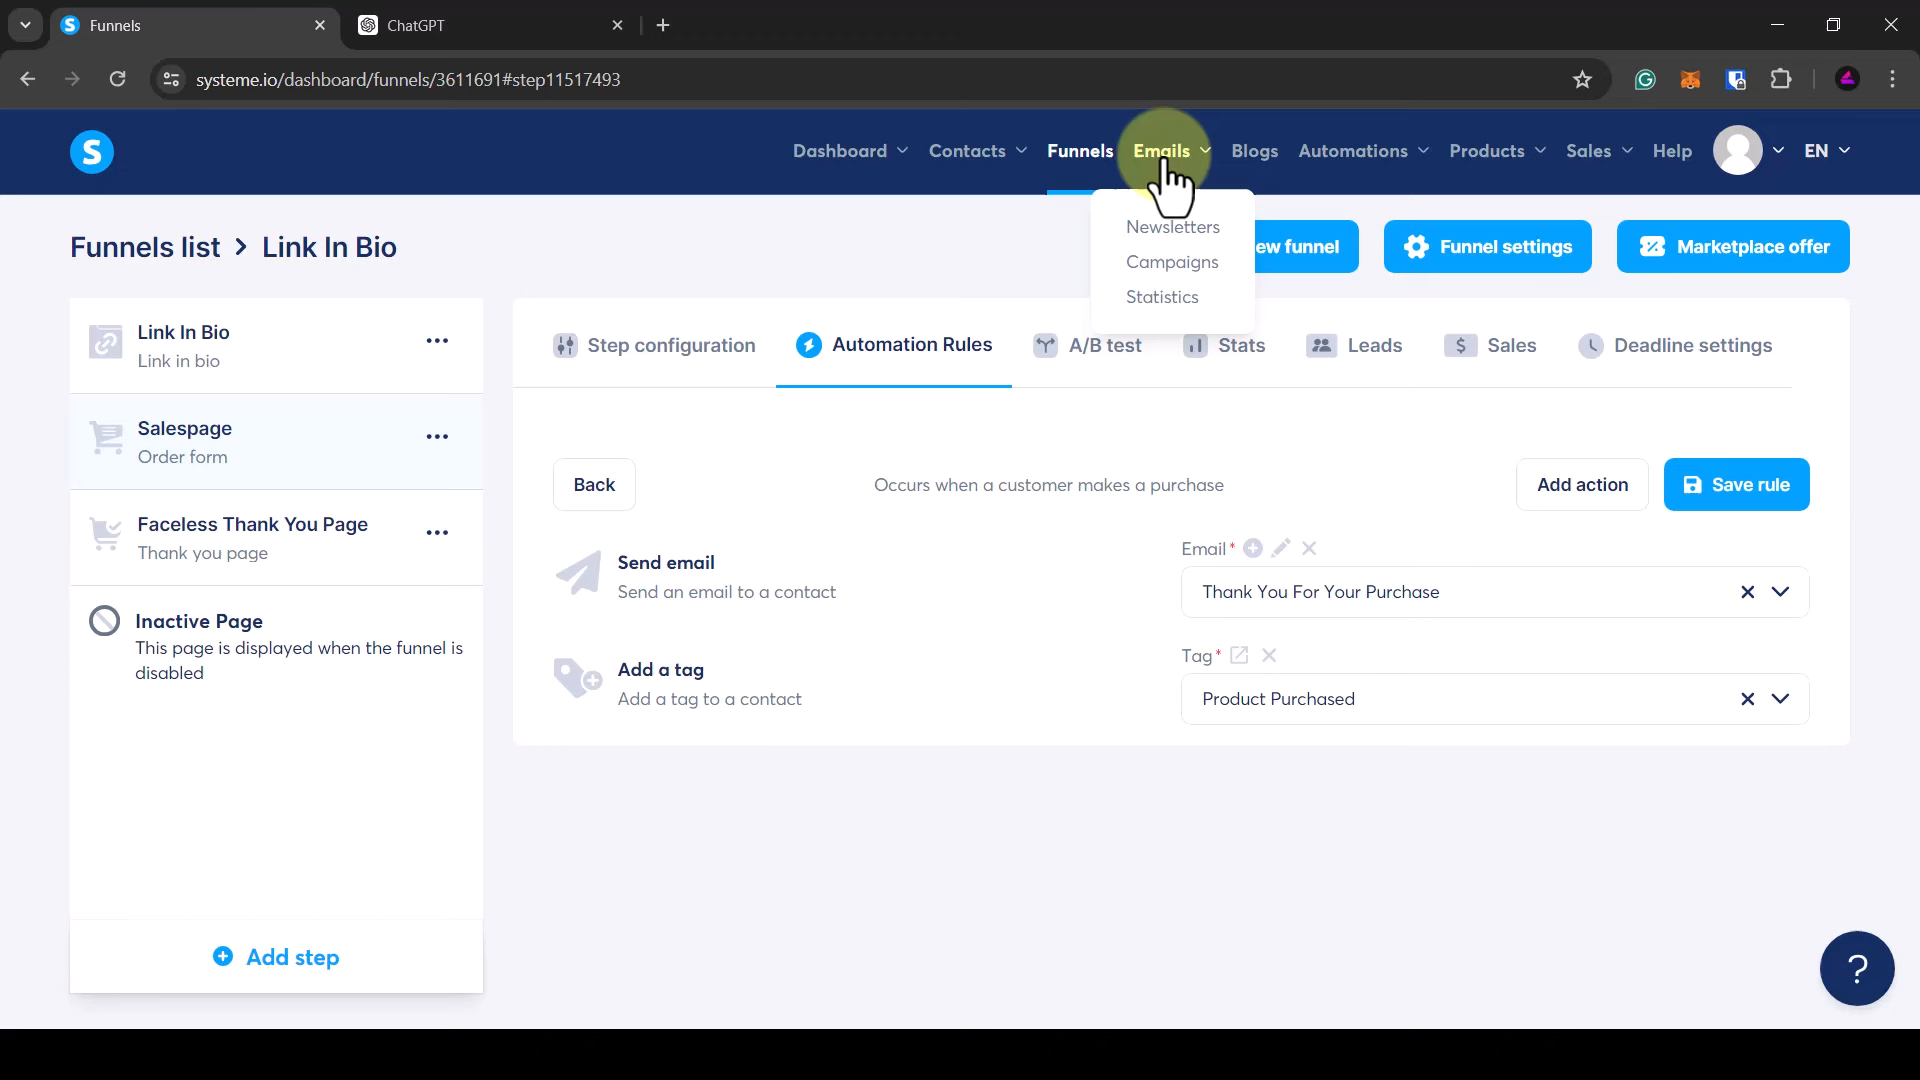 Funnels
ChatGPT
systeme.io/dashboard/funnels/3611691#step11517493
S
Dashboard
Contacts
Funnels
Emails
Blogs
Automations
Products
Sales
Help
EN
Newsletters
Campaigns
Statistics
Funnels list > Link In Bio
ew funnel
Funnel settings
Marketplace offer
Link In Bio
Link in bio
Salespage
Order form
Faceless Thank You Page
Thank you page
Inactive Page
This page is displayed when the funnel is
disabled
Add step
Step configuration
Automation Rules
A/B test
Stats
Leads
Sales
Deadline settings
Back
Occurs when a customer makes a purchase
Add action
Save rule
Send email
Send an email to a contact
Email*
Thank You For Your Purchase
Add a tag
Add a tag to a contact
Tag*
Product Purchased
?